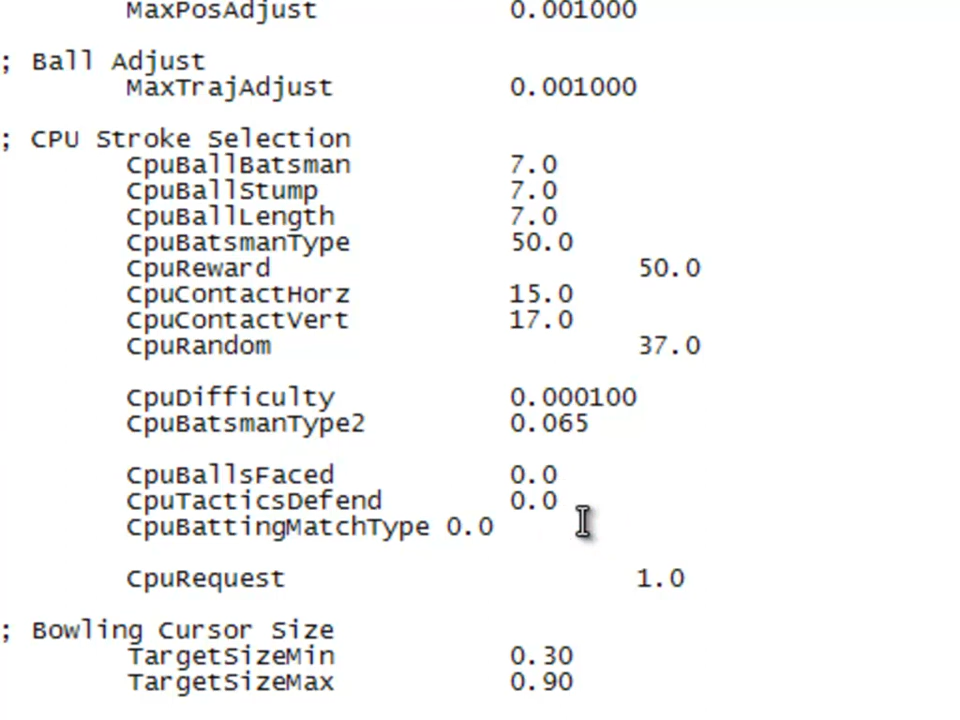 MaxPosAdjust 0.001000
; Ball Adjust
MaxTrajAdjust 0.001000
; CPU Stroke Selection
CpuBallBatsman 7.0
CpuBallStump 7.0
CpuBallLength 7.0
CpuBatsmanType 50.0
CpuReward 50.0
CpuContactHorz 15.0
CpuContactVert 17.0
CpuRandom 37.0
CpuDifficulty 0.000100
CpuBatsmanType2 0.065
CpuBallsFaced 0.0
CpuTacticsDefend 0.0
CpuBattingMatchType 0.0
CpuRequest 1.0
; Bowling Cursor Size
TargetSizeMin 0.30
TargetSizeMax 0.90